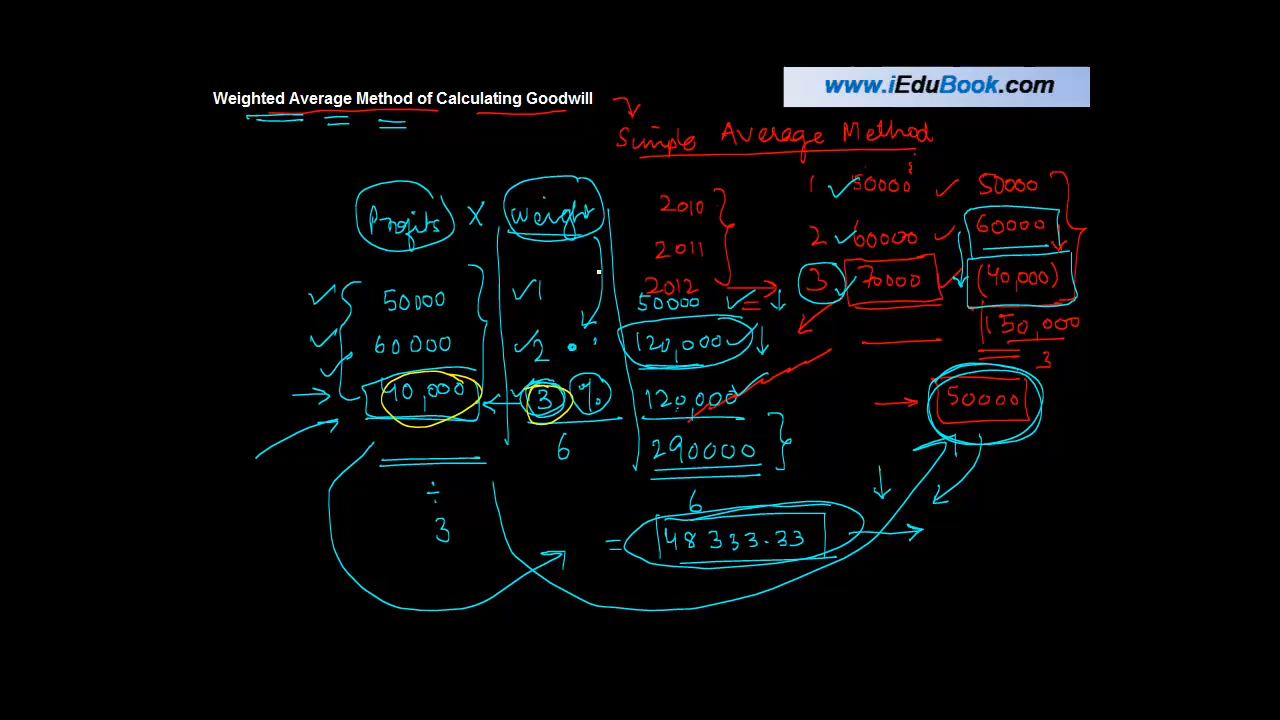 www.iEduBook.com
Weighted Average Method of Calculating Goodwill
Simple Average Method
2010 1 50000 50000
2011 2 60000 60000
2012 3 70000 (40,000)
150,000
3
50000
Profits X Weight
50000 1 50000
60000 2 120,000
40,000 3 % 120,000
6 290000
÷ 6
3
= 48333.33